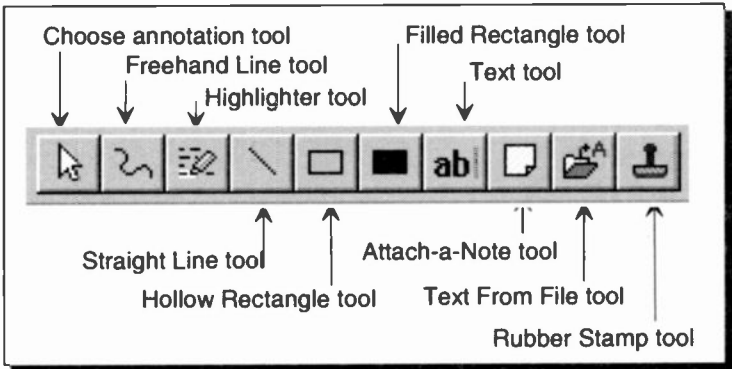 Choose annotation tool
Filled Rectangle tool
Freehand Line tool
Text tool
Highlighter tool
ab
A
Straight Line tool
Attach-a-Note tool
Hollow Rectangle tool
Text From File tool
Rubber Stamp tool